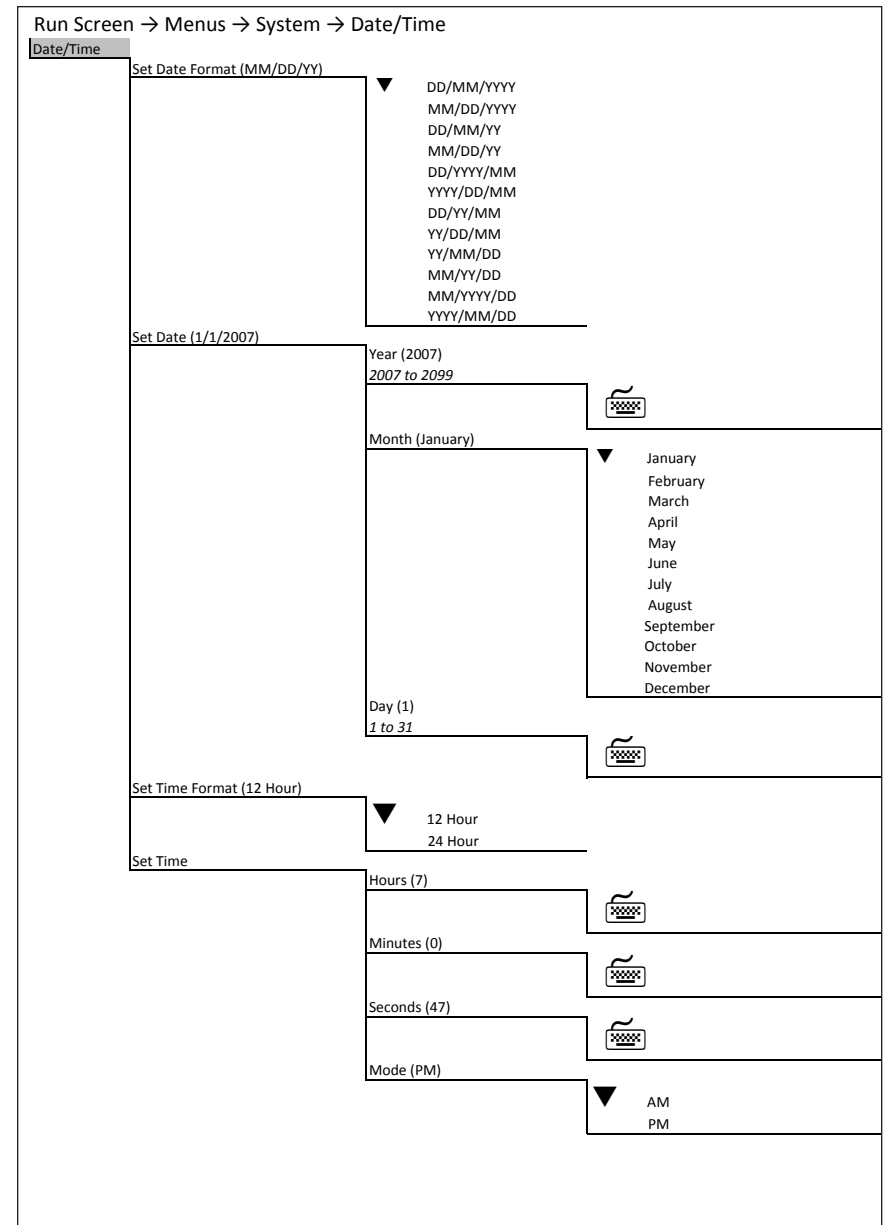 Run Screen → Menus → System → Date/Time
Date/Time
Set Date Format (MM/DD/YY)
DD/MM/YYYY
MM/DD/YYYY
DD/MM/YY
MM/DD/YY
DD/YYYY/MM
YYYY/DD/MM
DD/YY/MM
YY/DD/MM
YY/MM/DD
MM/YY/DD
MM/YYYY/DD
YYYY/MM/DD
Set Date (1/1/2007)
Year (2007)
2007 to 2099
Month (January)
January
February
March
April
May
June
July
August
September
October
November
December
Day (1)
1 to 31
Set Time Format (12 Hour)
12 Hour
24 Hour
Set Time
Hours (7)
Minutes (0)
Seconds (47)
Mode (PM)
AM
PM